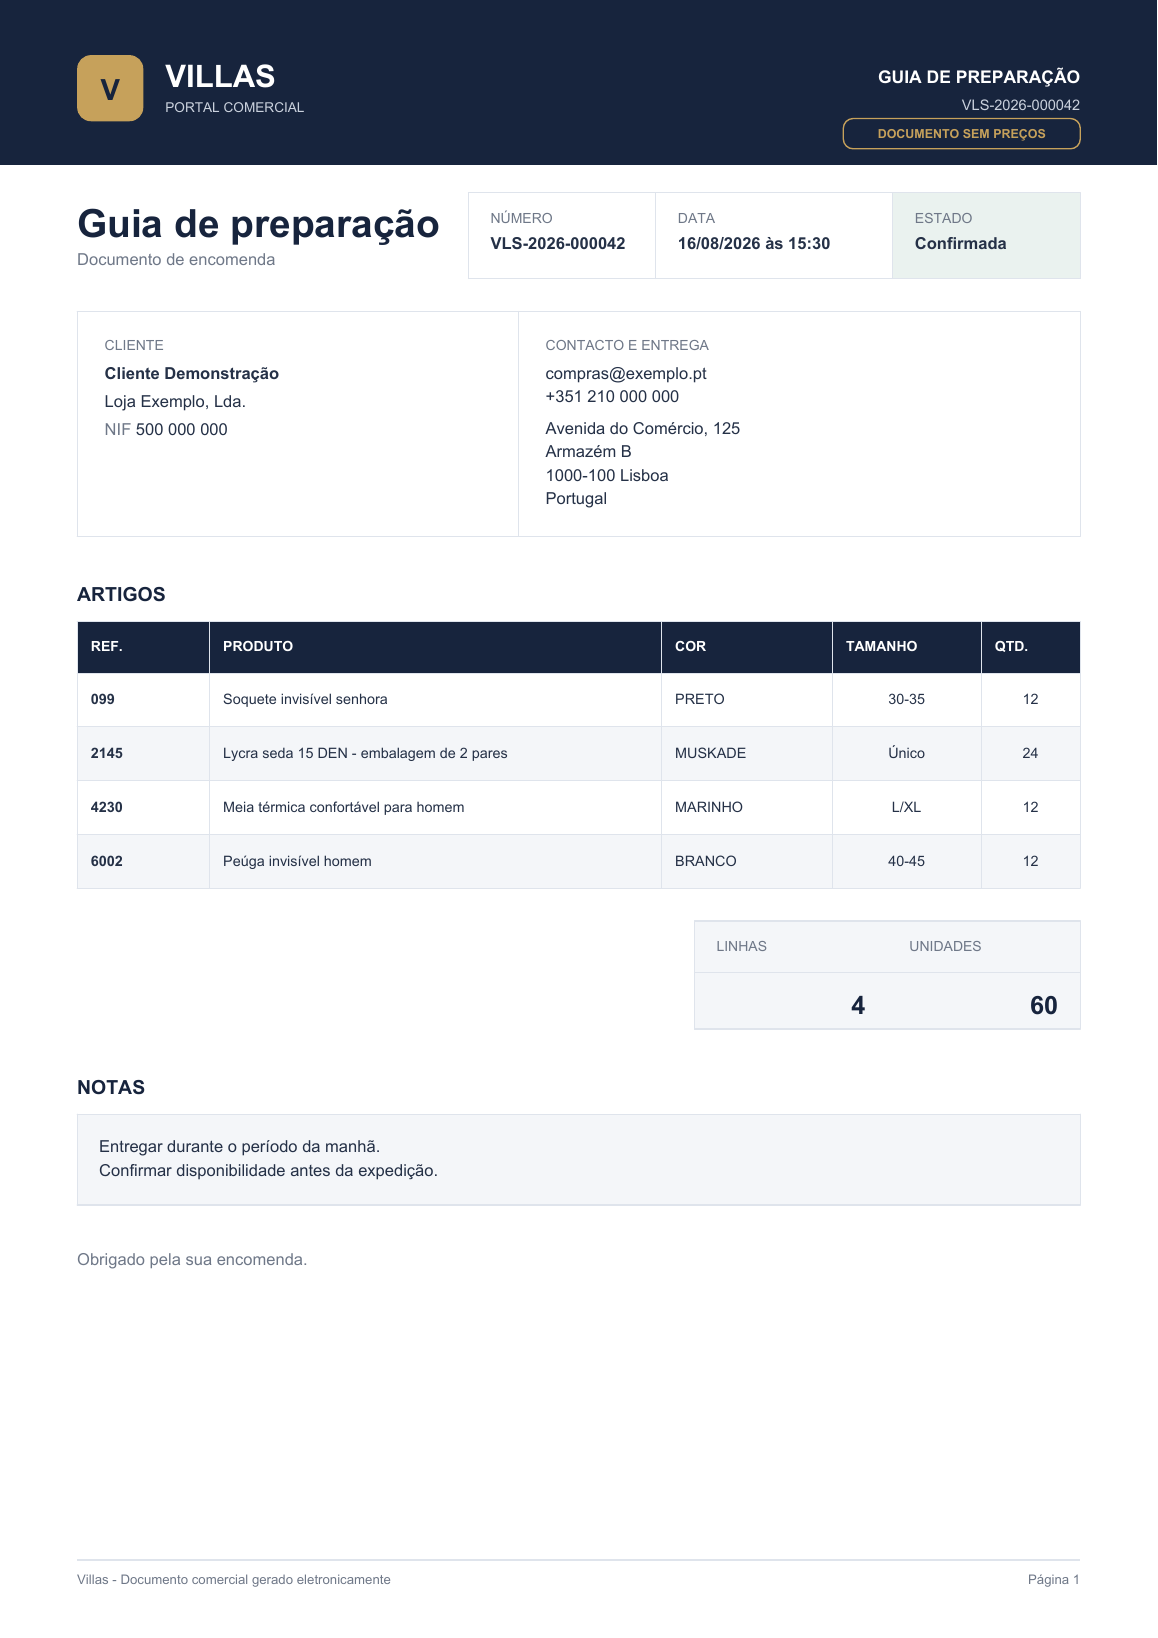 V
VILLAS
PORTAL COMERCIAL
GUIA DE PREPARAÇÃO
VLS-2026-000042
DOCUMENTO SEM PREÇOS
Guia de preparação
Documento de encomenda
NÚMERO
VLS-2026-000042
DATA
16/08/2026 às 15:30
ESTADO
Confirmada
CLIENTE
Cliente Demonstração
Loja Exemplo, Lda.
NIF 500 000 000
CONTACTO E ENTREGA
compras@exemplo.pt
+351 210 000 000
Avenida do Comércio, 125
Armazém B
1000-100 Lisboa
Portugal
ARTIGOS
REF. PRODUTO COR TAMANHO QTD.
099 Soquete invisível senhora PRETO 30-35 12
2145 Lycra seda 15 DEN - embalagem de 2 pares MUSKADE Único 24
4230 Meia térmica confortável para homem MARINHO L/XL 12
6002 Peúga invisível homem BRANCO 40-45 12
LINHAS UNIDADES
4 60
NOTAS
Entregar durante o período da manhã.
Confirmar disponibilidade antes da expedição.
Obrigado pela sua encomenda.
Villas - Documento comercial gerado eletronicamente Página 1